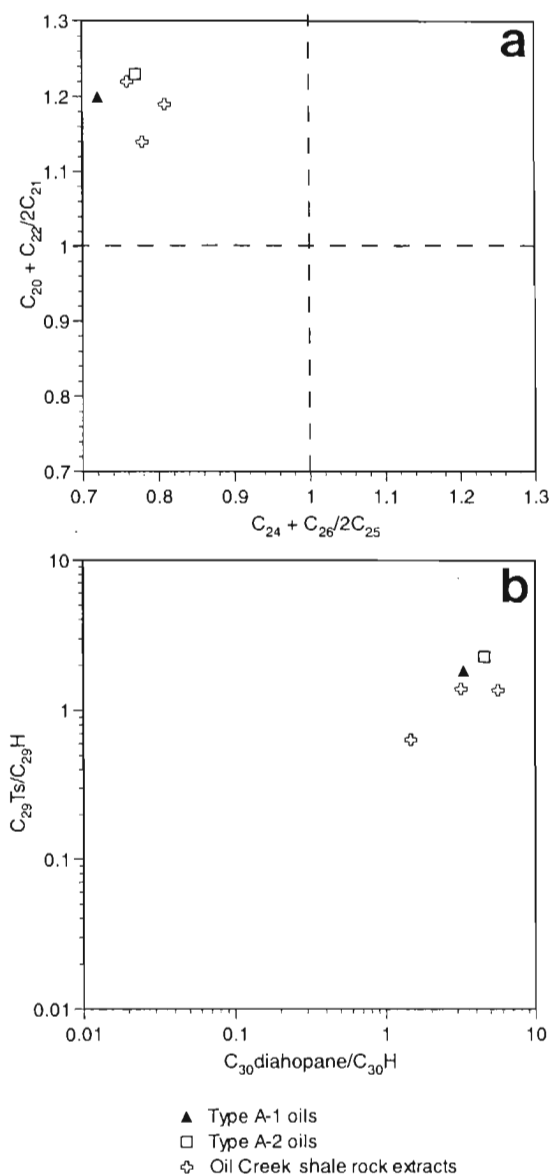 a
1.3
1.2
1.1
1
0.9
0.8
0.7
C20 + C22/2C21
0.7 0.8 0.9 1 1.1 1.2 1.3
C24 + C26/2C25
b
10
1
0.1
0.01
C29Ts/C29H
0.01 0.1 1 10
C30diahopane/C30H
Type A-1 oils
Type A-2 oils
Oil Creek shale rock extracts